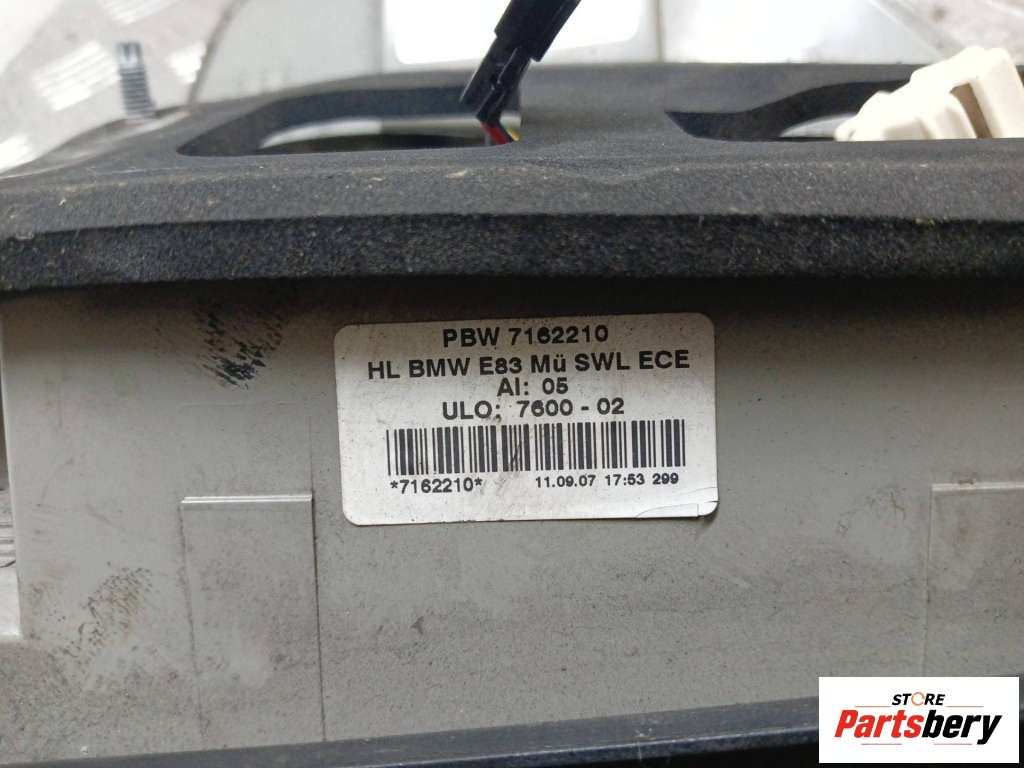 PBW 7162210
HL BMW E83 Mü SWL ECE
AI: 05
ULO: 7600 - 02
*7162210* 11.09.07 17:53 299
STORE
Partsbery